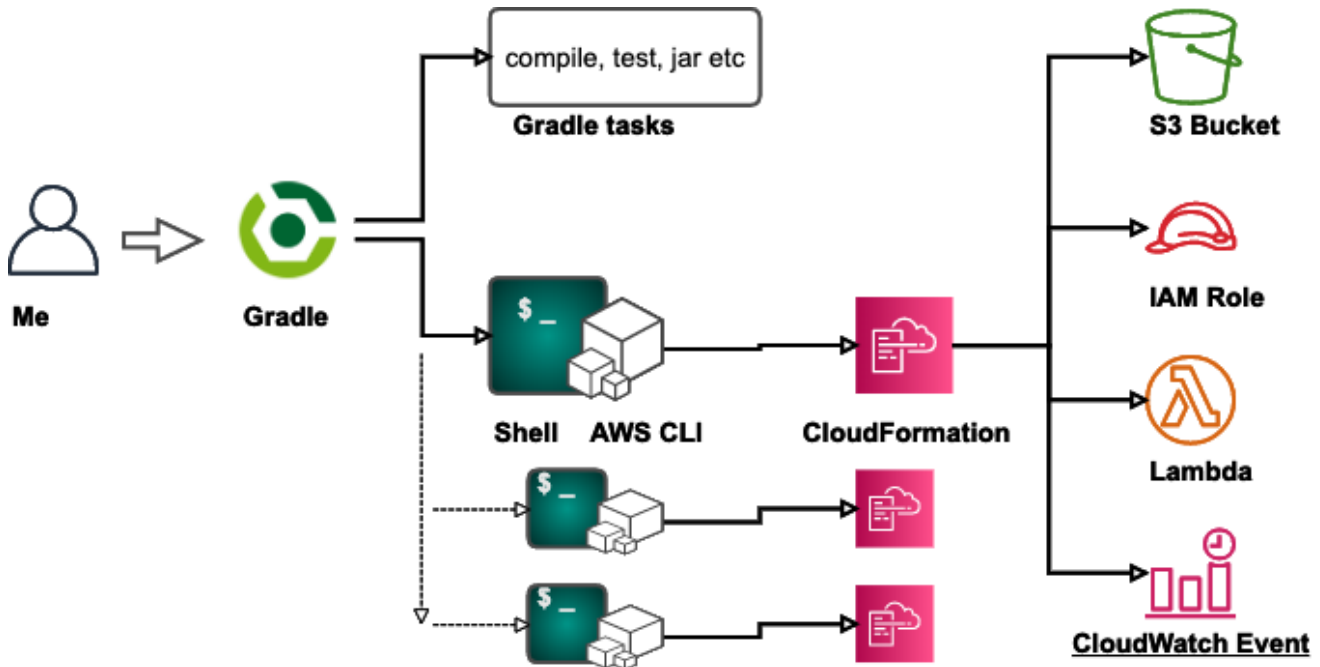 compile, test, jar etc
Gradle tasks
S3 Bucket
Me
Gradle
IAM Role
$ _
Shell
AWS CLI
CloudFormation
Lambda
$ _
$ _
CloudWatch Event